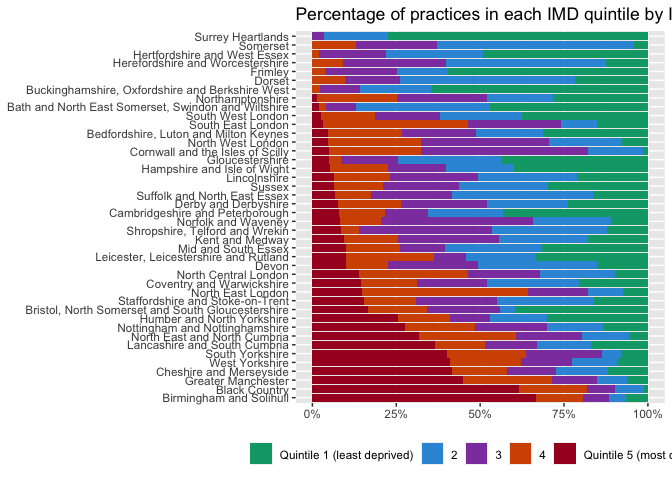 Percentage of practices in each IMD quintile by
Surrey Heartlands
Somerset
Hertfordshire and West Essex
Herefordshire and Worcestershire
Frimley
Dorset
Buckinghamshire, Oxfordshire and Berkshire West
Northamptonshire
Bath and North East Somerset, Swindon and Wiltshire
South West London
South East London
Bedfordshire, Luton and Milton Keynes
North West London
Cornwall and the Isles of Scilly
Gloucestershire
Hampshire and Isle of Wight
Lincolnshire
Sussex
Suffolk and North East Essex
Derby and Derbyshire
Cambridgeshire and Peterborough
Norfolk and Waveney
Shropshire, Telford and Wrekin
Kent and Medway
Mid and South Essex
Leicester, Leicestershire and Rutland
Devon
North Central London
Coventry and Warwickshire
North East London
Staffordshire and Stoke-on-Trent
Bristol, North Somerset and South Gloucestershire
Humber and North Yorkshire
Nottingham and Nottinghamshire
North East and North Cumbria
Lancashire and South Cumbria
South Yorkshire
West Yorkshire
Cheshire and Merseyside
Greater Manchester
Black Country
Birmingham and Solihull
0% 25% 50% 75% 100%
Quintile 1 (least deprived) 2 3 4 Quintile 5 (most